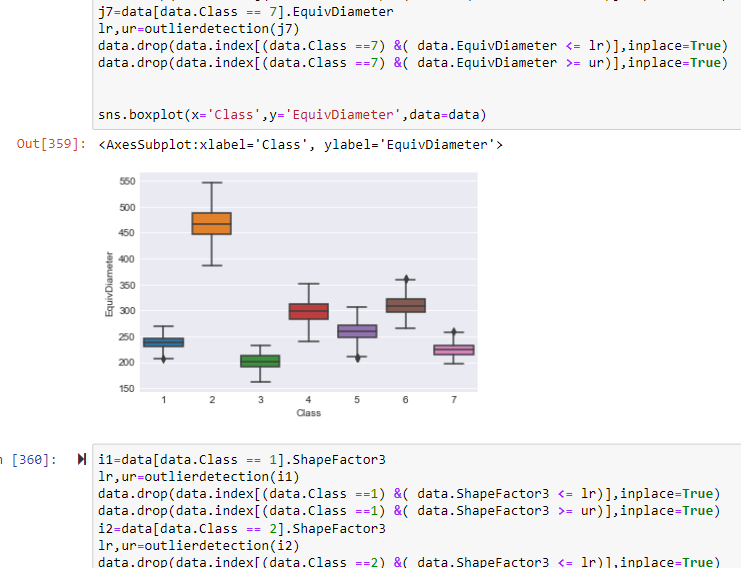 j7=data[data.Class == 7].EquivDiameter
lr,ur=outlierdetection(j7)
data.drop(data.index[(data.Class ==7) &( data.EquivDiameter <= lr)],inplace=True)
data.drop(data.index[(data.Class ==7) &( data.EquivDiameter >= ur)],inplace=True)
sns.boxplot(x='Class',y='EquivDiameter',data=data)
Out[359]: <AxesSubplot:xlabel='Class', ylabel='EquivDiameter'>
550
500
450
400
350
300
250
200
150
EquivDiameter
1 2 3 4 5 6 7
Class
[360]: i1=data[data.Class == 1].ShapeFactor3
lr,ur=outlierdetection(i1)
data.drop(data.index[(data.Class ==1) &( data.ShapeFactor3 <= lr)],inplace=True)
data.drop(data.index[(data.Class ==1) &( data.ShapeFactor3 >= ur)],inplace=True)
i2=data[data.Class == 2].ShapeFactor3
lr,ur=outlierdetection(i2)
data.drop(data.index[(data.Class ==2) &( data.ShapeFactor3 <= lr)],inplace=True)